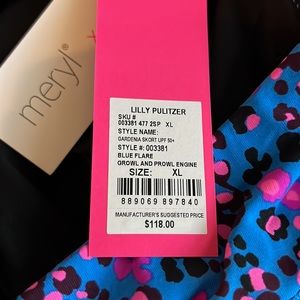 meryl®
LILLY PULITZER
SKU #
003381 477 2SP XL
STYLE NAME:
GARDENIA SKORT UPF 50+
STYLE #: 003381
BLUE FLARE
GROWL AND PROWL ENGINE
SIZE: XL
889069 897840
MANUFACTURER'S SUGGESTED PRICE
$118.00